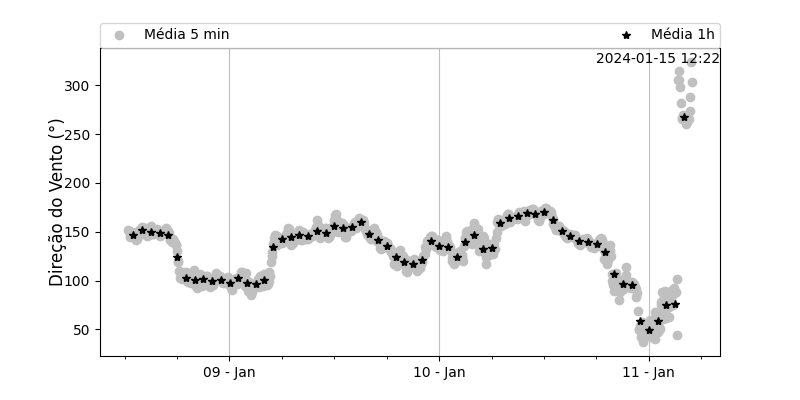 Média 5 min
Média 1h
2024-01-15 12:22
Direção do Vento (°)
300
250
200
150
100
50
09 - Jan
10 - Jan
11 - Jan